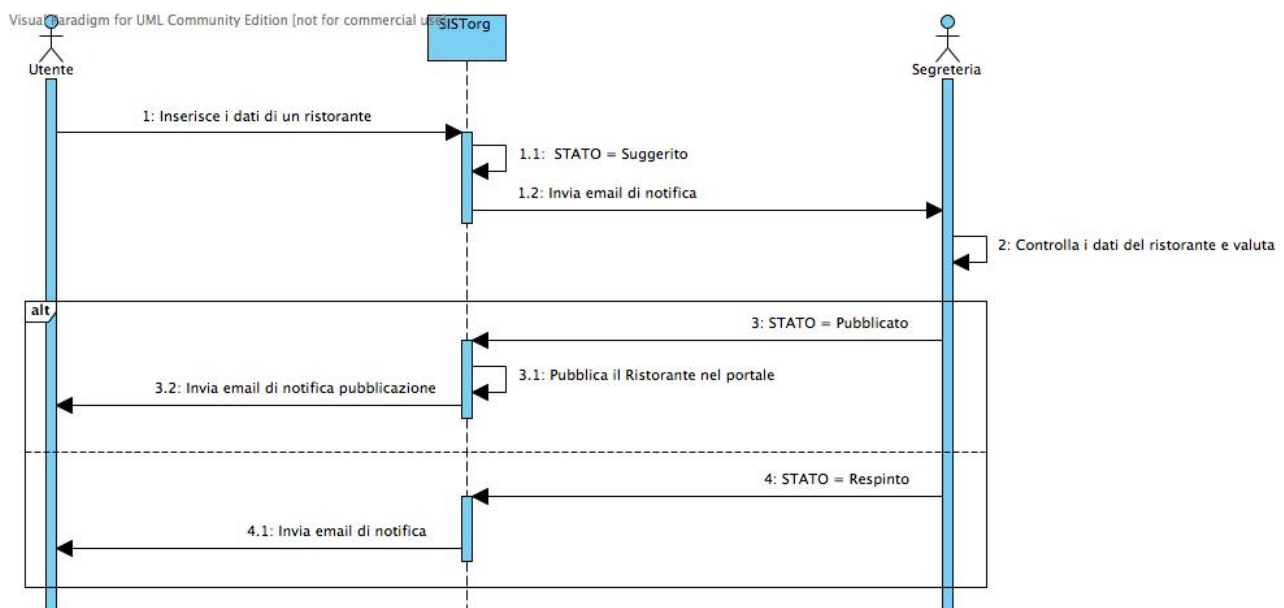 Visual Paradigm for UML Community Edition [not for commercial use]
SISTorg
Utente
Segreteria
1: Inserisce i dati di un ristorante
1.1: STATO = Suggerito
1.2: Invia email di notifica
2: Controlla i dati del ristorante e valuta
alt
3: STATO = Pubblicato
3.1: Pubblica il Ristorante nel portale
3.2: Invia email di notifica pubblicazione
4: STATO = Respinto
4.1: Invia email di notifica